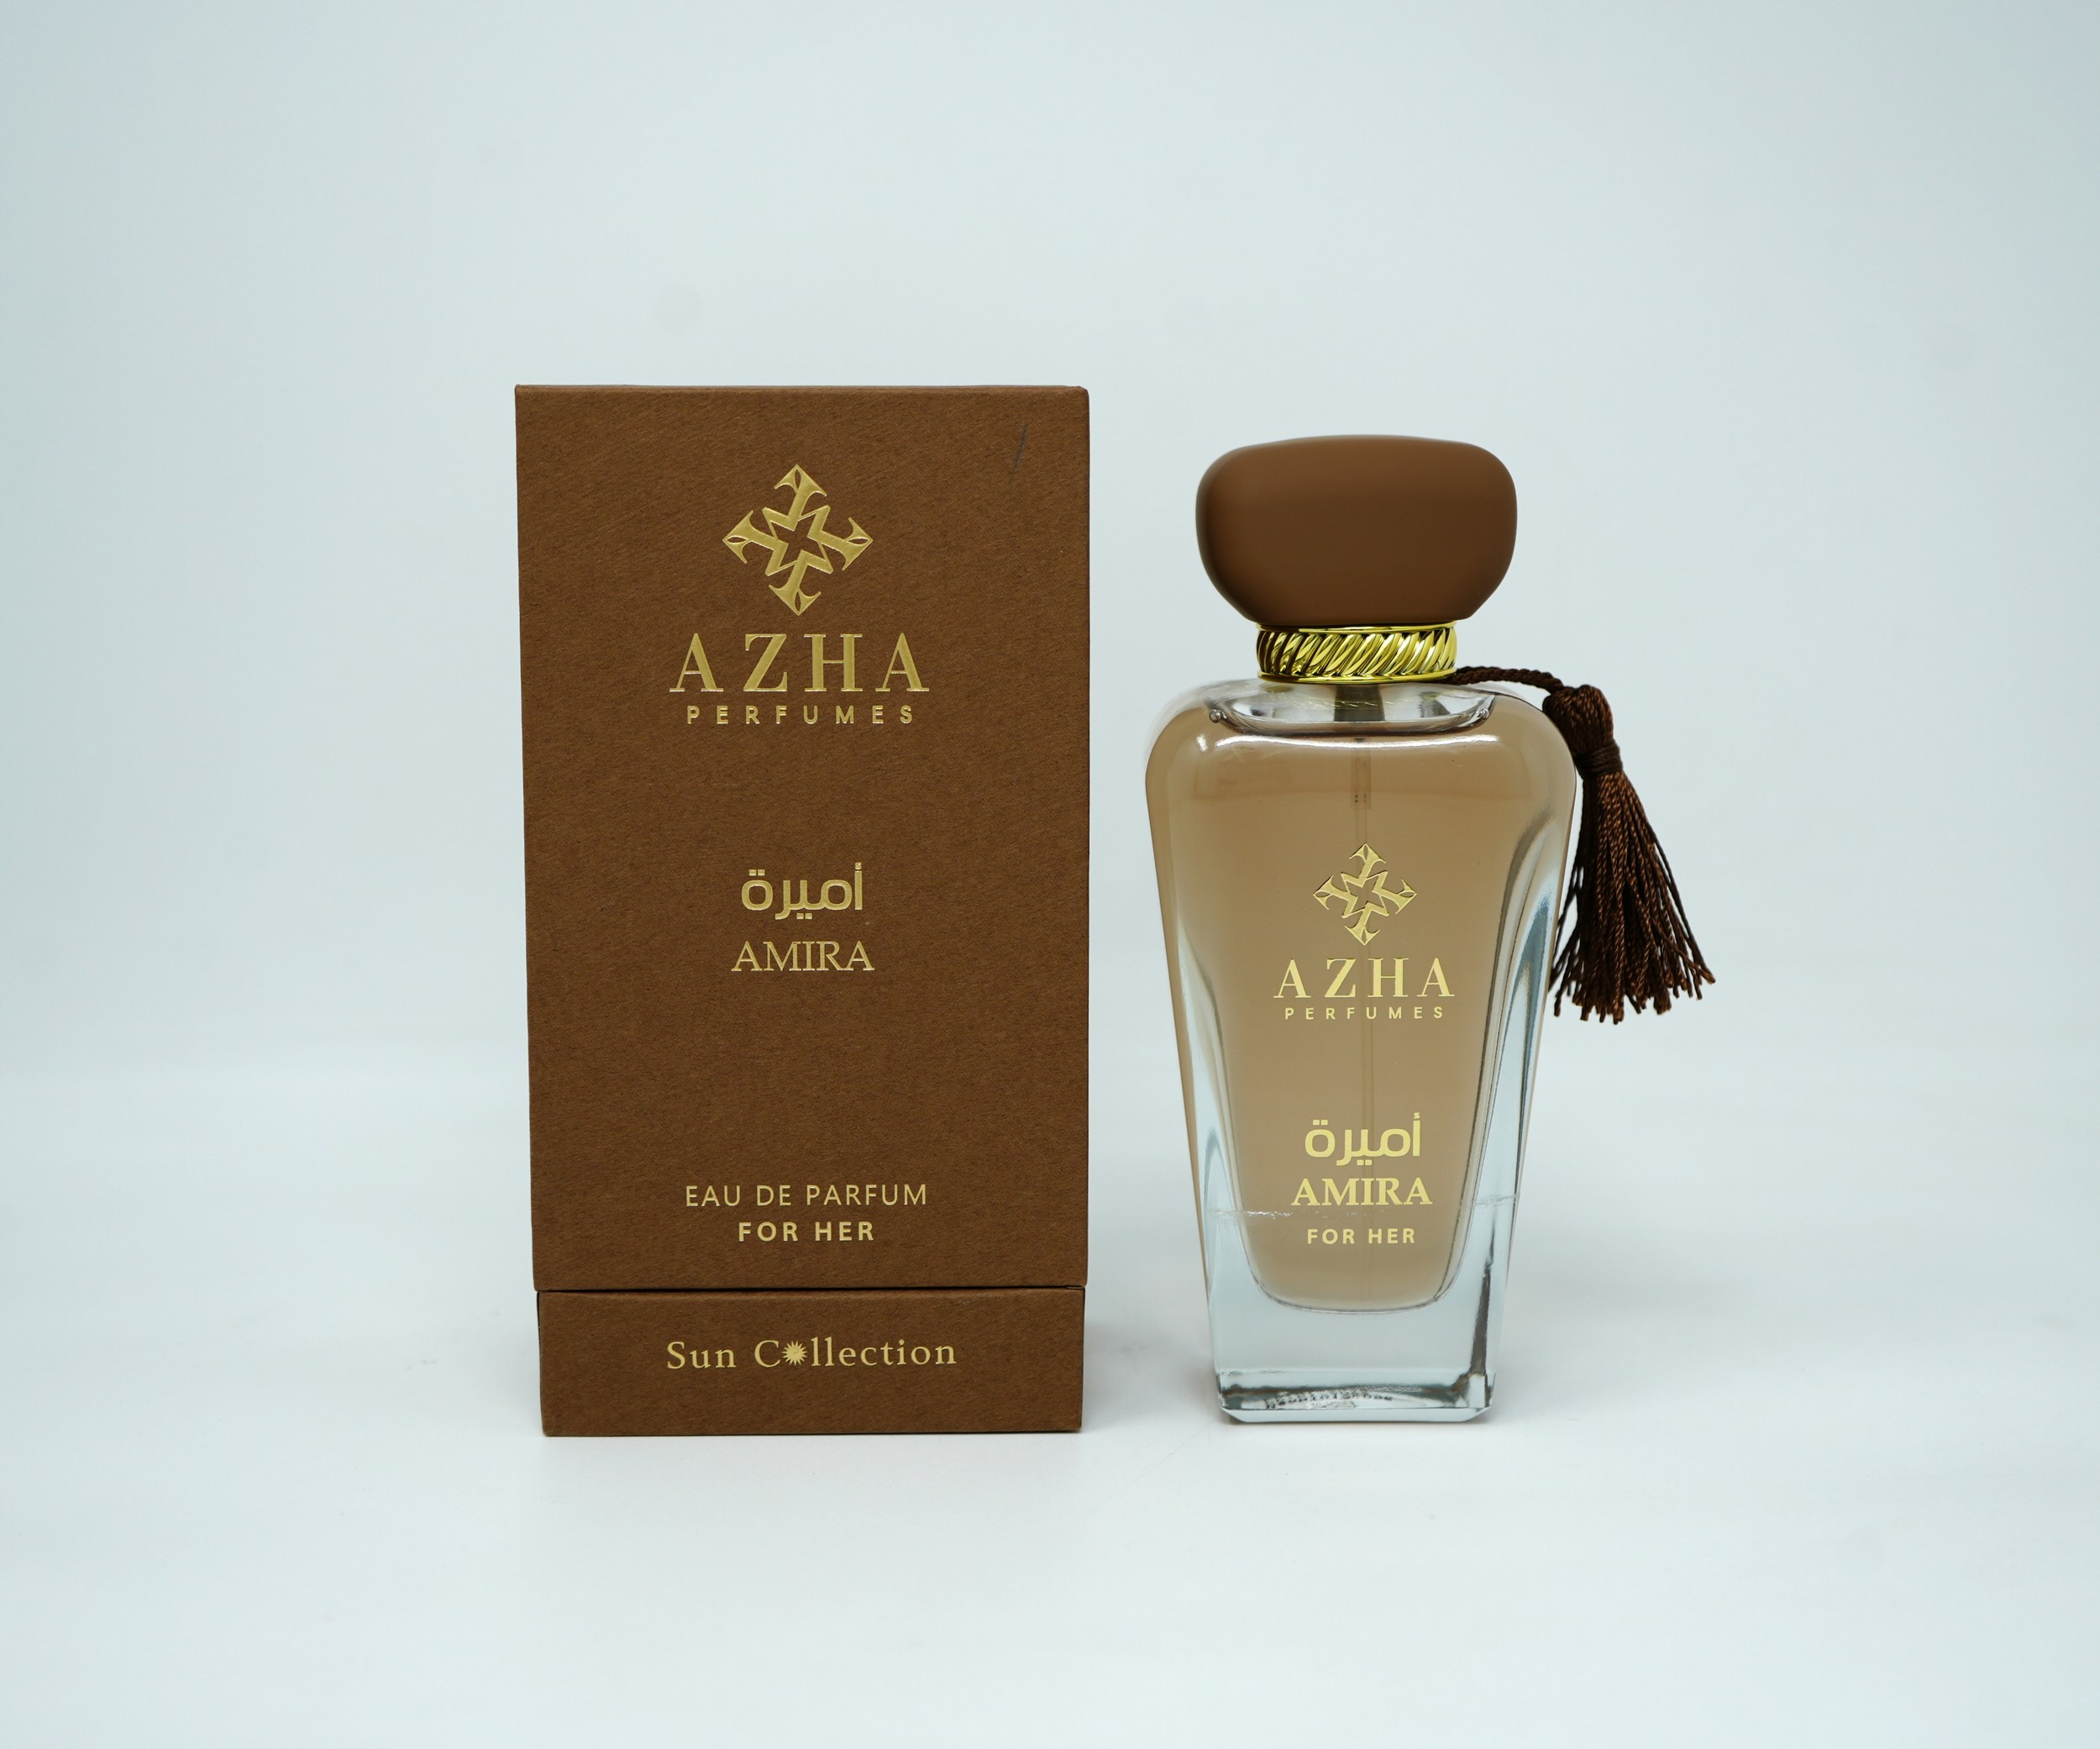 AZHA
PERFUMES
أميرة
AMIRA
EAU DE PARFUM
FOR HER
Sun Collection
AZHA
PERFUMES
أميرة
AMIRA
FOR HER